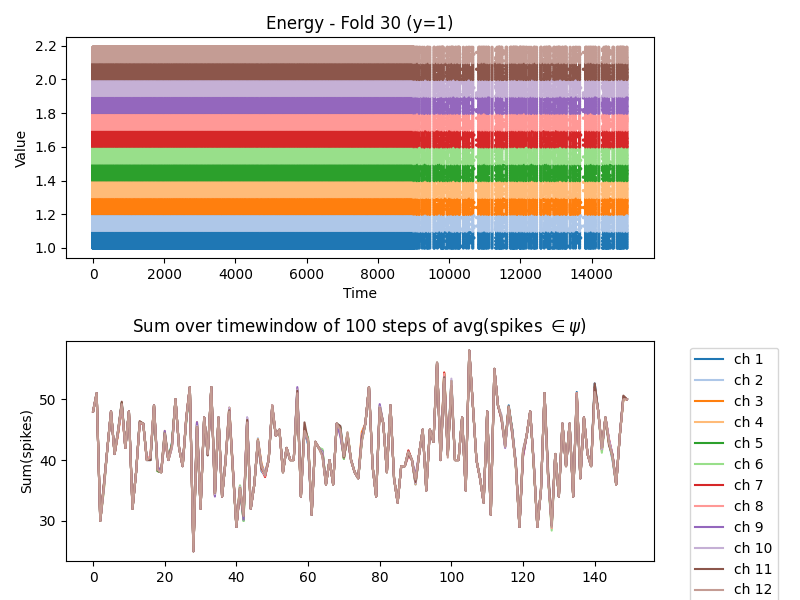 Energy - Fold 30 (y=1)
Value
2.2
2.0
1.8
1.6
1.4
1.2
1.0
0 2000 4000 6000 8000 10000 12000 14000
Time
Sum over timewindow of 100 steps of avg(spikes ∈ψ)
Sum(spikes)
50
40
30
0 20 40 60 80 100 120 140
ch 1
ch 2
ch 3
ch 4
ch 5
ch 6
ch 7
ch 8
ch 9
ch 10
ch 11
ch 12